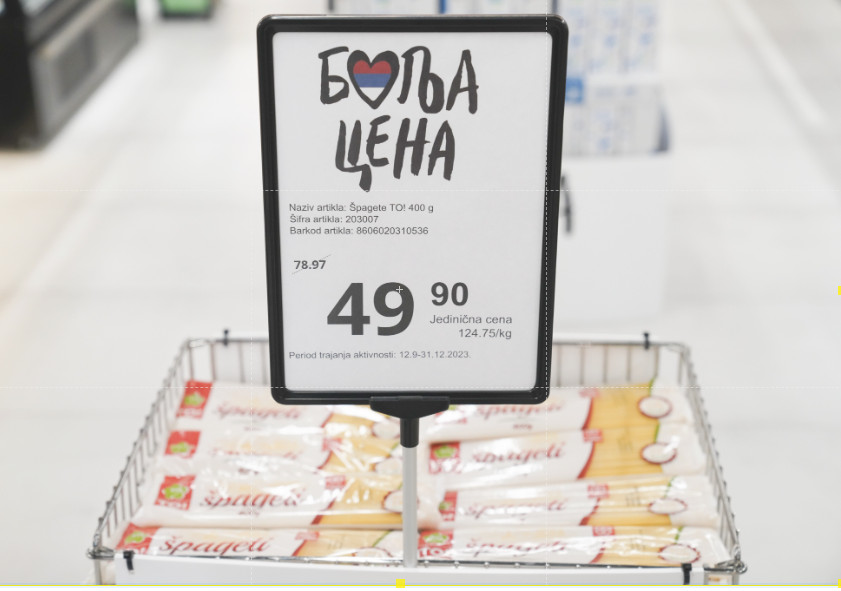 БОЉА
ЦЕНА
Naziv artikla: Špagete TO! 400 g
Šifra artikla: 203007
Barkod artikla: 8606020310536
78.97
49 90
Jedinična cena
124.75/kg
Period trajanja aktivnosti: 12.9-31.12.2023.
špageti
špageti
špageti
špageti
špageti
špageti
špageti
špageti